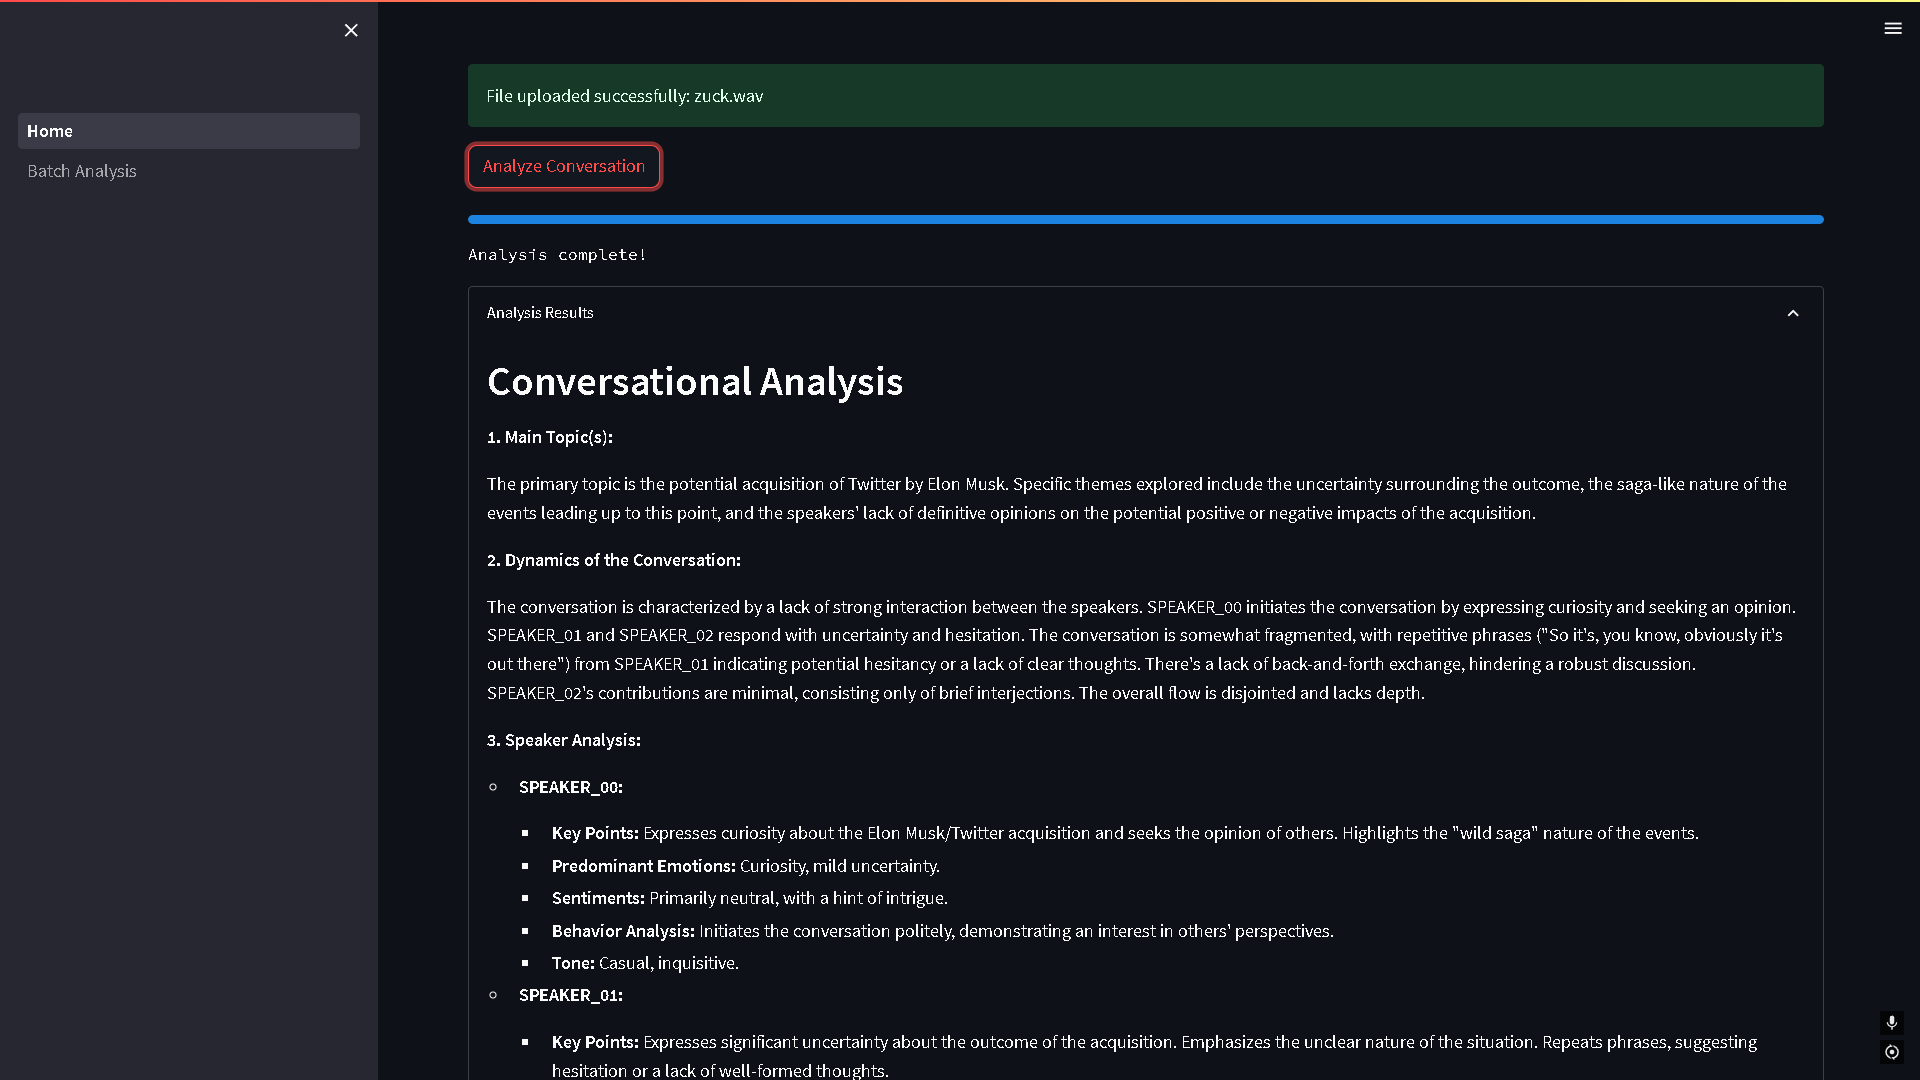 Home
Batch Analysis
File uploaded successfully: zuck.wav
Analyze Conversation
Analysis complete!
Analysis Results
Conversational Analysis
1. Main Topic(s):
The primary topic is the potential acquisition of Twitter by Elon Musk. Specific themes explored include the uncertainty surrounding the outcome, the saga-like nature of the
events leading up to this point, and the speakers' lack of definitive opinions on the potential positive or negative impacts of the acquisition.
2. Dynamics of the Conversation:
The conversation is characterized by a lack of strong interaction between the speakers. SPEAKER_00 initiates the conversation by expressing curiosity and seeking an opinion.
SPEAKER_01 and SPEAKER_02 respond with uncertainty and hesitation. The conversation is somewhat fragmented, with repetitive phrases ("So it's, you know, obviously it's
out there") from SPEAKER_01 indicating potential hesitancy or a lack of clear thoughts. There's a lack of back-and-forth exchange, hindering a robust discussion.
SPEAKER_02's contributions are minimal, consisting only of brief interjections. The overall flow is disjointed and lacks depth.
3. Speaker Analysis:
SPEAKER_00:
Key Points: Expresses curiosity about the Elon Musk/Twitter acquisition and seeks the opinion of others. Highlights the "wild saga" nature of the events.
Predominant Emotions: Curiosity, mild uncertainty.
Sentiments: Primarily neutral, with a hint of intrigue.
Behavior Analysis: Initiates the conversation politely, demonstrating an interest in others' perspectives.
Tone: Casual, inquisitive.
SPEAKER_01:
Key Points: Expresses significant uncertainty about the outcome of the acquisition. Emphasizes the unclear nature of the situation. Repeats phrases, suggesting
hesitation or a lack of well-formed thoughts.